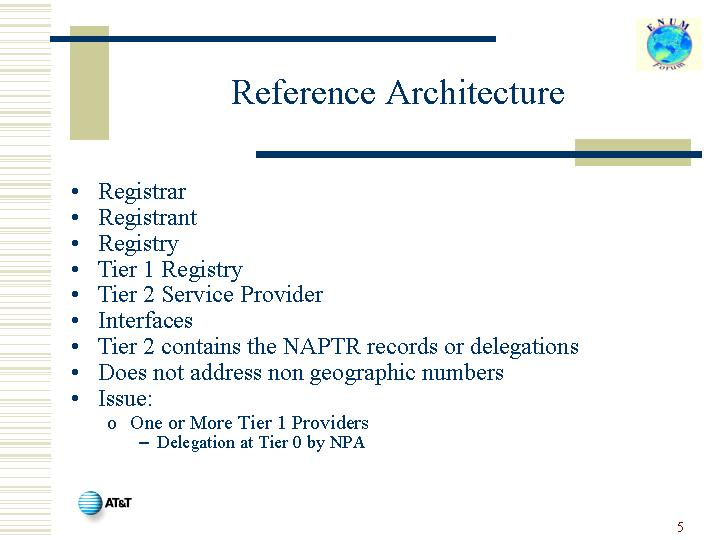 ENUM
Forum
Reference Architecture
• Registrar
• Registrant
• Registry
• Tier 1 Registry
• Tier 2 Service Provider
• Interfaces
• Tier 2 contains the NAPTR records or delegations
• Does not address non geographic numbers
• Issue:
o One or More Tier 1 Providers
– Delegation at Tier 0 by NPA
AT&T
5